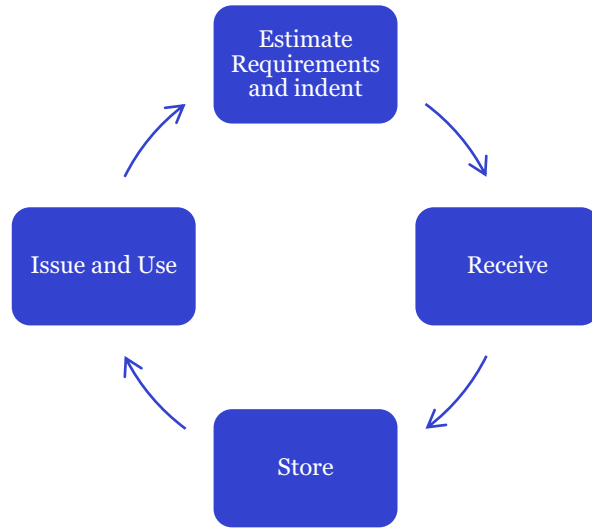 Estimate
Requirements
and indent
Receive
Store
Issue and Use